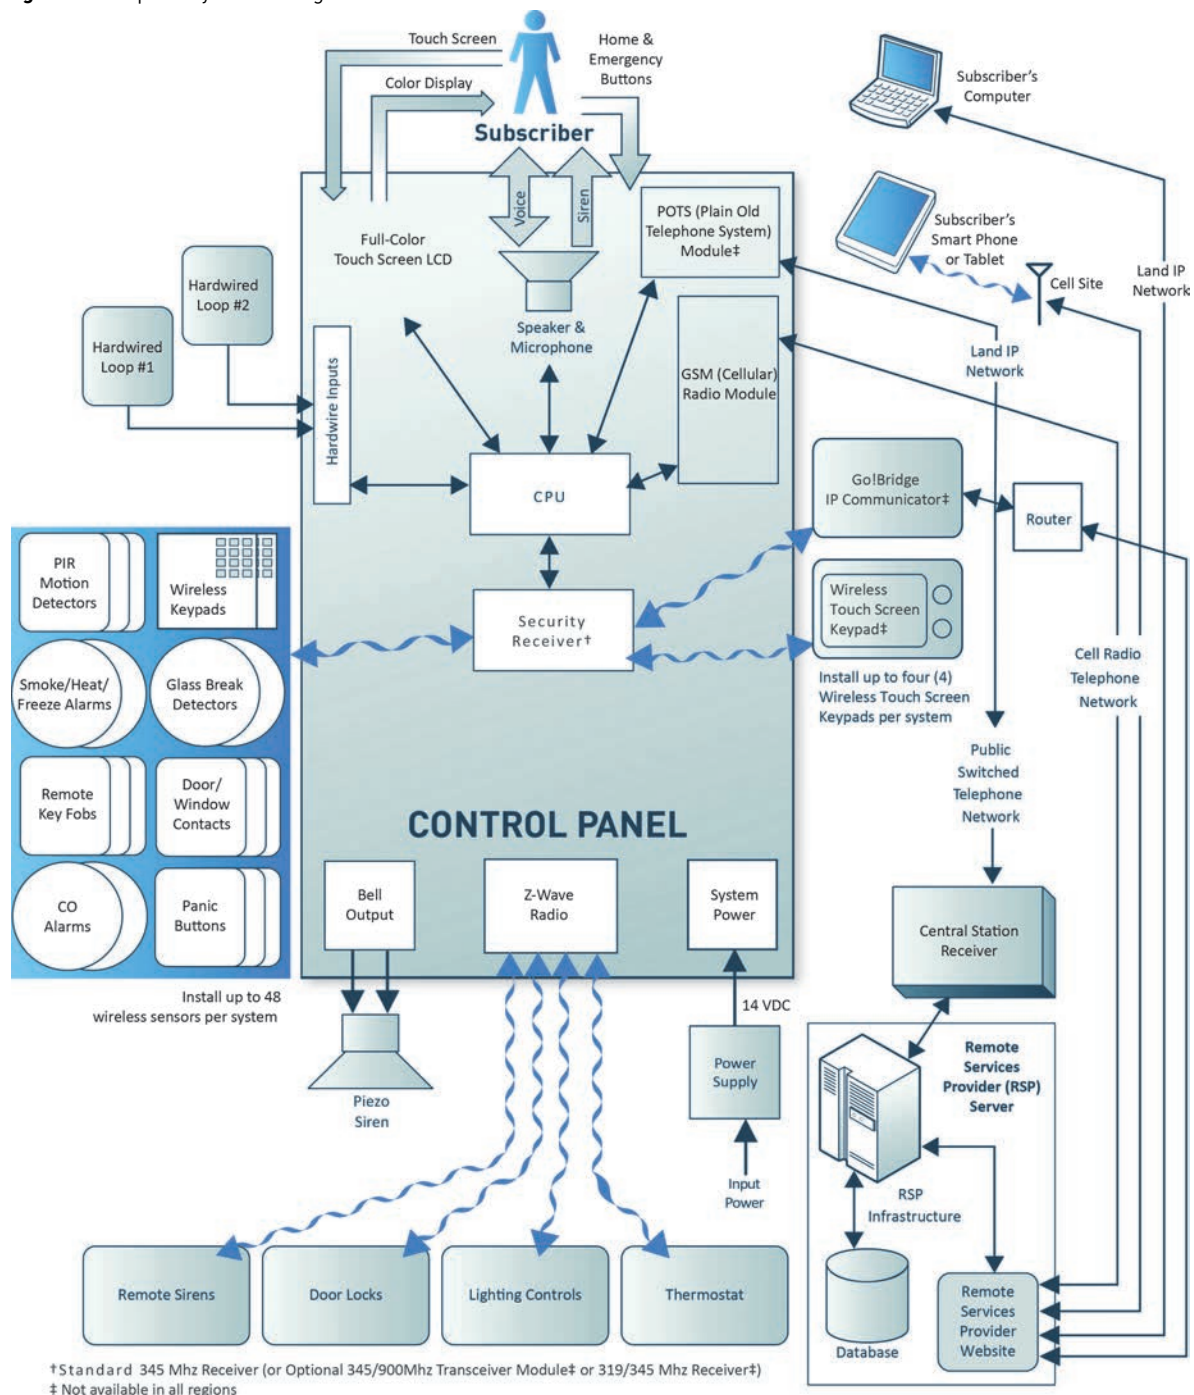 Touch Screen
Color Display
Home &
Emergency
Buttons
Subscriber
Subscriber's
Computer
Voice
Siren
POTS (Plain Old
Telephone System)
Module‡
Subscriber's
Smart Phone
or Tablet
Cell Site
Land IP
Network
Full-Color
Touch Screen LCD
Hardwired
Loop #2
Hardwired
Loop #1
Speaker &
Microphone
GSM (Cellular)
Radio Module
Land IP
Network
Hardwire Inputs
CPU
Go!Bridge
IP Communicator‡
Router
PIR
Motion
Detectors
Wireless
Keypads
Security
Receiver†
Wireless
Touch Screen
Keypad‡
Smoke/Heat/
Freeze Alarms
Glass Break
Detectors
Install up to four (4)
Wireless Touch Screen
Keypads per system
Cell Radio
Telephone
Network
Remote
Key Fobs
Door/
Window
Contacts
Public
Switched
Telephone
Network
CONTROL PANEL
CO
Alarms
Panic
Buttons
Bell
Output
Z-Wave
Radio
System
Power
Central Station
Receiver
Install up to 48
wireless sensors per system
14 VDC
Piezo
Siren
Power
Supply
Remote
Services
Provider (RSP)
Server
Input
Power
RSP
Infrastructure
Remote Sirens
Door Locks
Lighting Controls
Thermostat
Database
Remote
Services
Provider
Website
†Standard 345 Mhz Receiver (or Optional 345/900Mhz Transceiver Module‡ or 319/345 Mhz Receiver‡)
‡ Not available in all regions